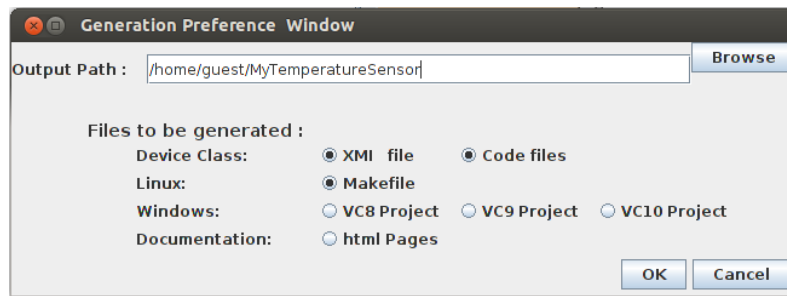 Generation Preference Window
Output Path : /home/guest/MyTemperatureSensor Browse
Files to be generated :
Device Class: XMI file Code files
Linux: Makefile
Windows: VC8 Project VC9 Project VC10 Project
Documentation: html Pages
OK Cancel